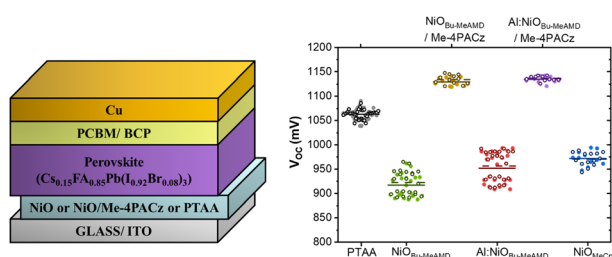 Cu
PCBM/ BCP
Perovskite
(Cs0.15FA0.85Pb(I0.92Br0.08)3)
NiO or NiO/Me-4PACz or PTAA
GLASS/ ITO
NiOBu-MeAMD
/ Me-4PACz
Al:NiOBu-MeAMD
/ Me-4PACz
VOC (mV)
1200
1150
1100
1050
1000
950
900
850
800
PTAA
NiOBu-MeAMD
Al:NiOBu-MeAMD
NiOMeCp